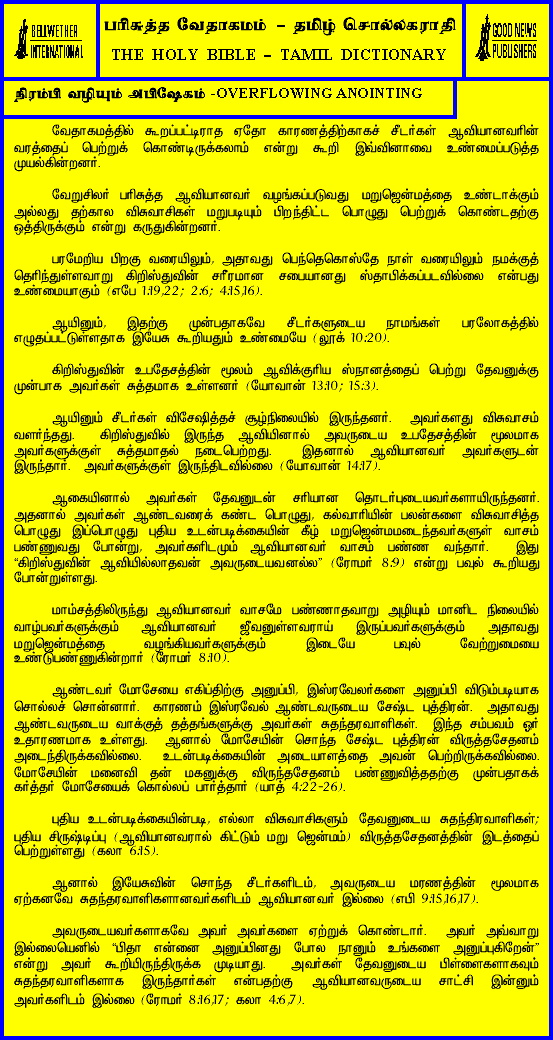 BELLWETHER
INTERNATIONAL
பரிசுத்த வேதாகமம் – தமிழ் சொல்லகராதி
THE HOLY BIBLE – TAMIL DICTIONARY
GOOD NEWS
PUBLISHERS
நிரம்பி வழியும் அபிஷேகம் -OVERFLOWING ANOINTING
வேதாகமத்தில் கூறப்பட்டிராத ஏதோ காரணத்திற்காகச் சீடர்கள் ஆவியானவரின்
வரத்தைப் பெற்றுக் கொண்டிருக்கலாம் என்று கூறி இவ்வினாவை உண்மைப்படுத்த
முயல்கின்றனர்.
வேறுசிலர் பரிசுத்த ஆவியானவர் வழங்கப்படுவது மறுஜென்மத்தை உண்டாக்கும்
அல்லது தற்கால விசுவாசிகள் மறுபடியும் பிறந்திட்ட பொழுது பெற்றுக் கொண்டதற்கு
ஒத்திருக்கும் என்று கருதுகின்றனர்.
பரமேறிய பிறகு வரையிலும், அதாவது பெந்தெகொஸ்தே நாள் வரையிலும் நமக்குத்
தெரிந்துள்ளவாறு கிறிஸ்துவின் சரீரமான சபையானது ஸ்தாபிக்கப்படவில்லை என்பது
உண்மையாகும் (எபே 1:19,22; 2:6; 4:15,16).
ஆயினும், இதற்கு முன்பதாகவே சீடர்களுடைய நாமங்கள் பரலோகத்தில்
எழுதப்பட்டுள்ளதாக இயேசு கூறியதும் உண்மையே (லூக் 10:20).
கிறிஸ்துவின் உபதேசத்தின் மூலம் ஆவிக்குரிய ஸ்நானத்தைப் பெற்று தேவனுக்கு
முன்பாக அவர்கள் சுத்தமாக உள்ளனர் (யோவான் 13:10; 15:3).
ஆயினும் சீடர்கள் விசேஷித்தச் சூழ்நிலையில் இருந்தனர். அவர்களது விசுவாசம்
வளர்ந்தது. கிறிஸ்துவில் இருந்த ஆவியினால் அவருடைய உபதேசத்தின் மூலமாக
அவர்களுக்குள் சுத்தமாதல் நடைபெற்றது. இதனால் ஆவியானவர் அவர்களுடன்
இருந்தார். அவர்களுக்குள் இருந்திடவில்லை (யோவான் 14:17).
ஆகையினால் அவர்கள் தேவனுடன் சரியான தொடர்புடையவர்களாயிருந்தனர்.
அதனால் அவர்கள் ஆண்டவரைக் கண்ட பொழுது, கல்வாரியின் பலன்களை விசுவாசித்த
பொழுது இப்பொழுது புதிய உடன்படிக்கையின் கீழ் மறுஜென்மமடைந்தவர்களுள் வாசம்
பண்ணுவது போன்று, அவர்களிடமும் ஆவியானவர் வாசம் பண்ண வந்தார். இது
“கிறிஸ்துவின் ஆவியில்லாதவன் அவருடையவனல்ல” (ரோமர் 8:9) என்று பவுல் கூறியது
போன்றுள்ளது.
மாம்சத்திலிருந்து ஆவியானவர் வாசமே பண்ணாதவாறு அழியும் மானிட நிலையில்
வாழ்பவர்களுக்கும் ஆவியானவர் ஜீவனுள்ளவராய் இருப்பவர்களுக்கும் அதாவது
மறுஜென்மத்தை வழங்கியவர்களுக்கும் இடையே பவுல் வேற்றுமையை
உண்டுபண்ணுகின்றார் (ரோமர் 8:10).
ஆண்டவர் மோசேயை எகிப்திற்கு அனுப்பி, இஸ்ரவேலர்களை அனுப்பி விடும்படியாக
சொல்லச் சொன்னார். காரணம் இஸ்ரவேல் ஆண்டவருடைய சேஷ்ட புத்திரன். அதாவது
ஆண்டவருடைய வாக்குத் தத்தங்களுக்கு அவர்கள் சுதந்தரவாளிகள். இந்த சம்பவம் ஓர்
உதாரணமாக உள்ளது. ஆனால் மோசேயின் சொந்த சேஷ்ட புத்திரன் விருத்தசேதனம்
அடைந்திருக்கவில்லை. உடன்படிக்கையின் அடையாளத்தை அவன் பெற்றிருக்கவில்லை.
மோசேயின் மனைவி தன் மகனுக்கு விருந்தசேதனம் பண்ணுவித்ததற்கு முன்பதாகக்
கர்த்தர் மோசேயைக் கொல்லப் பார்த்தார் (யாத் 4:22-26).
புதிய உடன்படிக்கையின்படி, எல்லா விசுவாசிகளும் தேவனுடைய சுதந்திரவாளிகள்;
புதிய சிருஷ்டிப்பு (ஆவியானவரால் கிட்டும் மறு ஜென்மம்) விருத்தசேதனத்தின் இடத்தைப்
பெற்றுள்ளது (கலா 6:15).
ஆனால் இயேசுவின் சொந்த சீடர்களிடம், அவருடைய மரணத்தின் மூலமாக
ஏற்கனவே சுதந்தரவாளிகளானவர்களிடம் ஆவியானவர் இல்லை (எபி 9:15,16,17).
அவருடையவர்களாகவே அவர் அவர்களை ஏற்றுக் கொண்டார். அவர் அவ்வாறு
இல்லையெனில் “பிதா என்னை அனுப்பினது போல நானும் உங்களை அனுப்புகிறேன்”
என்று அவர் கூறியிருந்திருக்க முடியாது. அவர்கள் தேவனுடைய பிள்ளைகளாகவும்
சுதந்தரவாளிகளாக இருந்தார்கள் என்பதற்கு ஆவியானவருடைய சாட்சி இன்னும்
அவர்களிடம் இல்லை (ரோமர் 8:16,17; கலா 4:6,7).